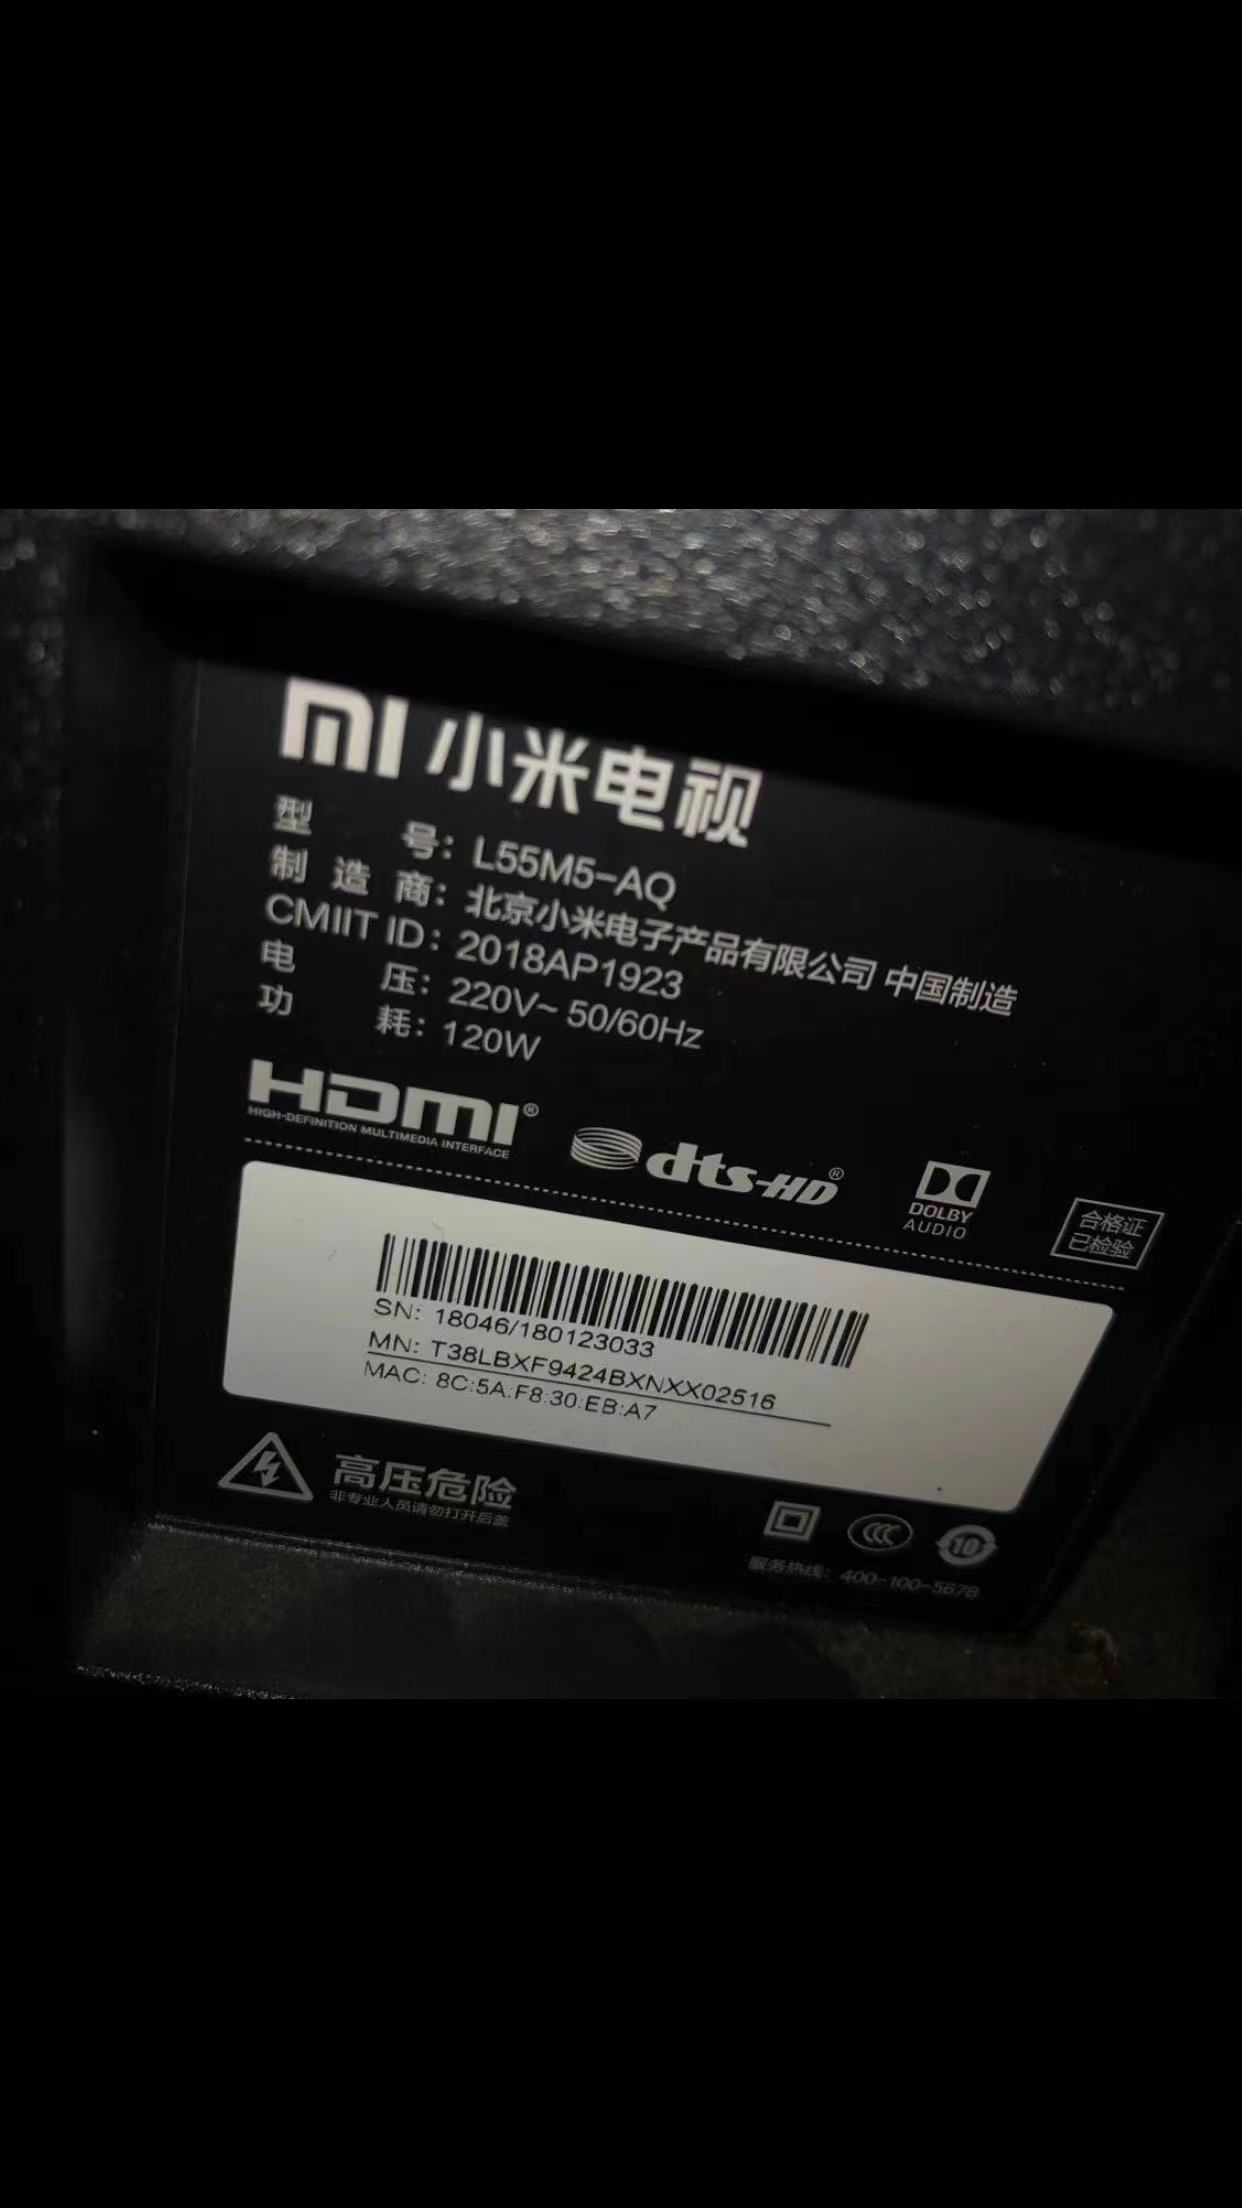 mi 小米电视
型号: L55M5-AQ
制造商: 北京小米电子产品有限公司 中国制造
CMIIT ID: 2018AP1923
电压: 220V~ 50/60Hz
功耗: 120W
HDMI®
HIGH-DEFINITION MULTIMEDIA INTERFACE
dts-HD®
DOLBY
AUDIO
合格证
已检验
SN: 18046/180123033
MN: T38LBXF9424BXNXX02516
MAC: 8C:5A:F8:30:EB:A7
高压危险
非专业人员请勿打开后盖
CCC
10
服务热线: 400-100-5678